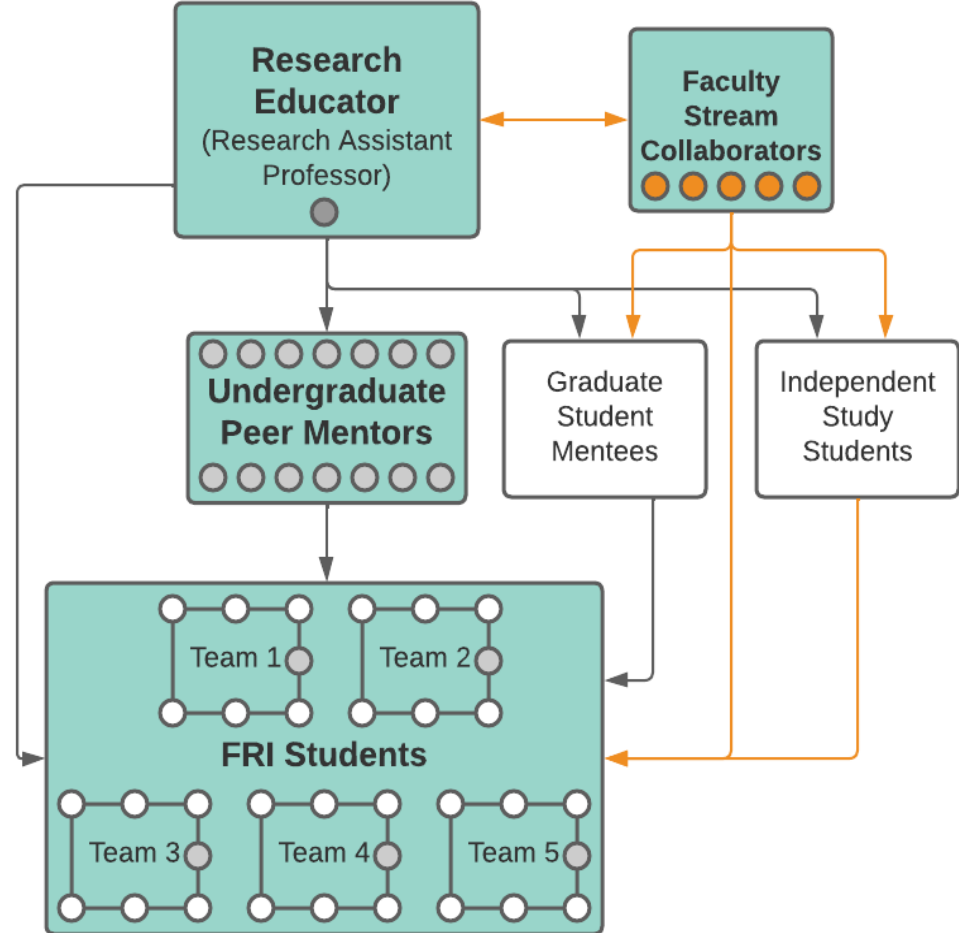 Research
Educator
(Research Assistant
Professor)
Faculty
Stream
Collaborators
Undergraduate
Peer Mentors
Graduate
Student
Mentees
Independent
Study
Students
Team 1
Team 2
FRI Students
Team 3
Team 4
Team 5